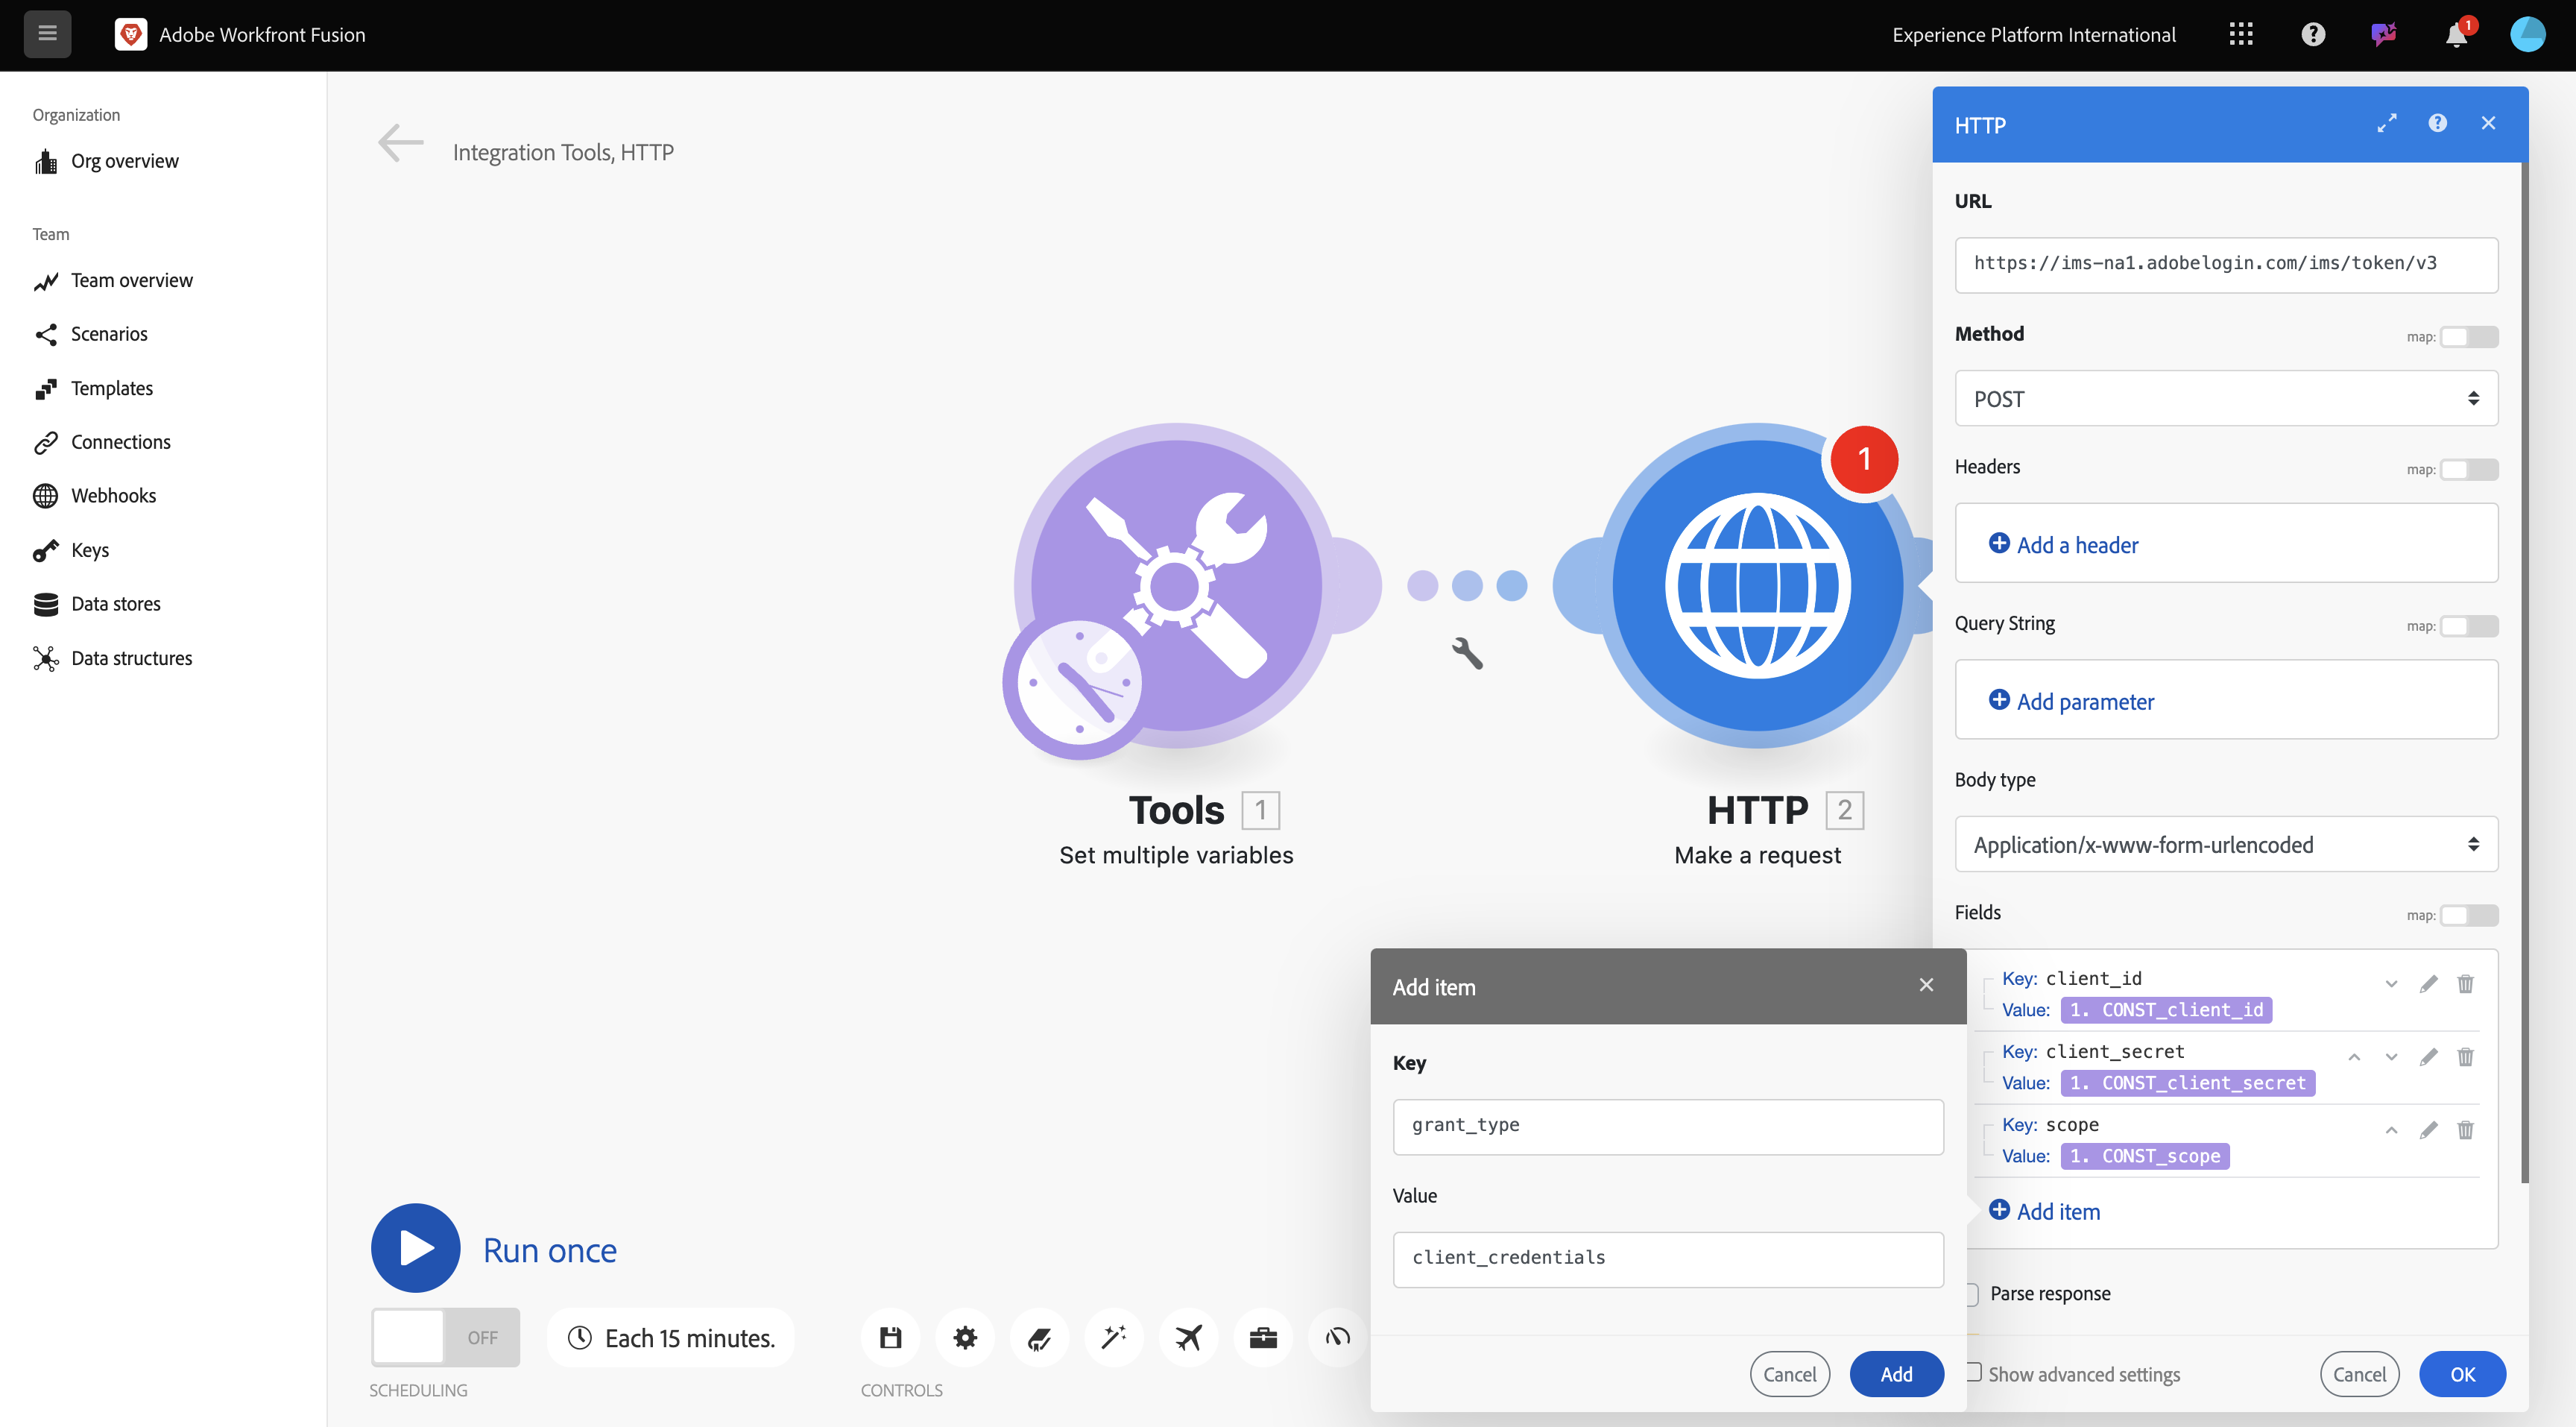 Adobe Workfront Fusion
Experience Platform International
1
Organization
Org overview
Team
Team overview
Scenarios
Templates
Connections
Webhooks
Keys
Data stores
Data structures
Integration Tools, HTTP
1
Tools 1
Set multiple variables
HTTP 2
Make a request
Run once
OFF
Each 15 minutes.
SCHEDULING
CONTROLS
HTTP
URL
https://ims-na1.adobelogin.com/ims/token/v3
Method
map:
POST
Headers
map:
Add a header
Query String
map:
Add parameter
Body type
Application/x-www-form-urlencoded
Fields
map:
Key: client_id
Value: 1. CONST_client_id
Key: client_secret
Value: 1. CONST_client_secret
Key: scope
Value: 1. CONST_scope
Add item
Parse response
Show advanced settings
Cancel
OK
Add item
Key
grant_type
Value
client_credentials
Cancel
Add